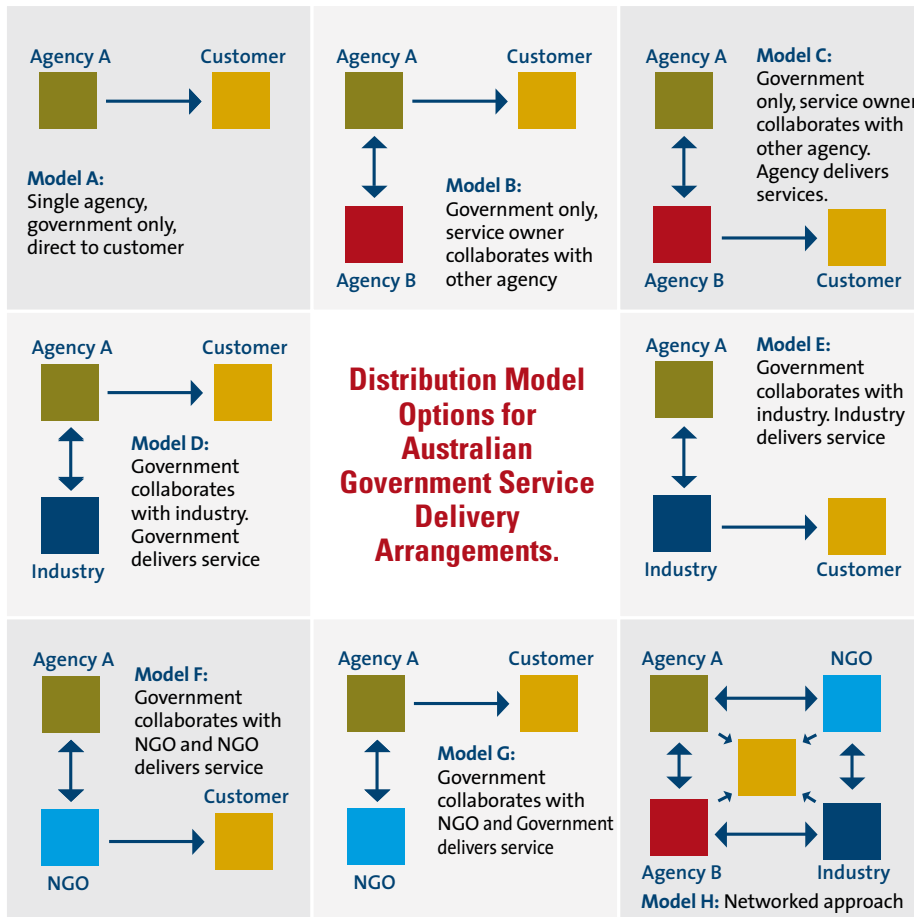 Agency A
Customer
Model A:
Single agency,
government only,
direct to customer
Agency A
Customer
Model B:
Government only,
service owner
collaborates with
other agency
Agency B
Agency A
Model C:
Government
only, service owner
collaborates with
other agency.
Agency delivers
services.
Agency B
Customer
Agency A
Customer
Model D:
Government
collaborates
with industry.
Government
delivers service
Industry
Distribution Model
Options for
Australian
Government Service
Delivery
Arrangements.
Agency A
Model E:
Government
collaborates with
industry. Industry
delivers service
Industry
Customer
Agency A
Model F:
Government
collaborates with
NGO and NGO
delivers service
Customer
NGO
Agency A
Customer
Model G:
Government
collaborates with
NGO and Government
delivers service
NGO
Agency A
NGO
Agency B
Industry
Model H: Networked approach